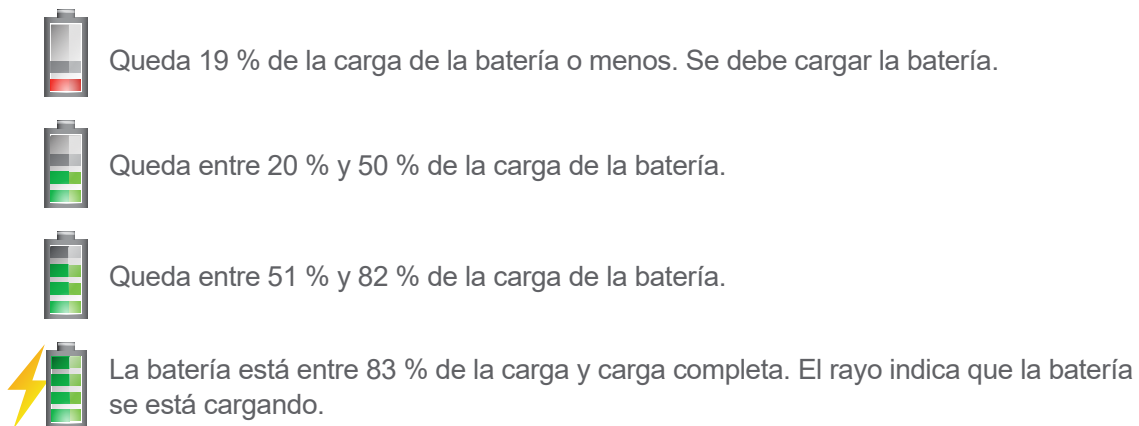 Queda 19 % de la carga de la batería o menos. Se debe cargar la batería.
Queda entre 20 % y 50 % de la carga de la batería.
Queda entre 51 % y 82 % de la carga de la batería.
La batería está entre 83 % de la carga y carga completa. El rayo indica que la batería
se está cargando.